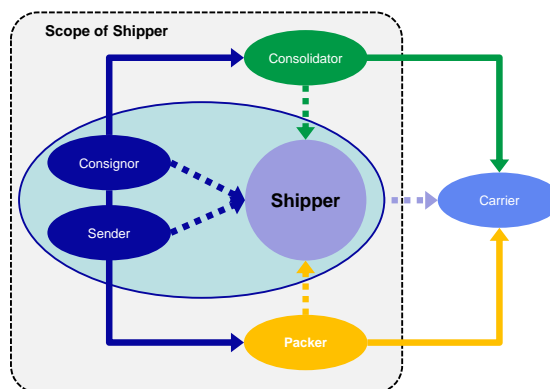 Scope of Shipper
Consolidator
Consignor
Shipper
Carrier
Sender
Packer